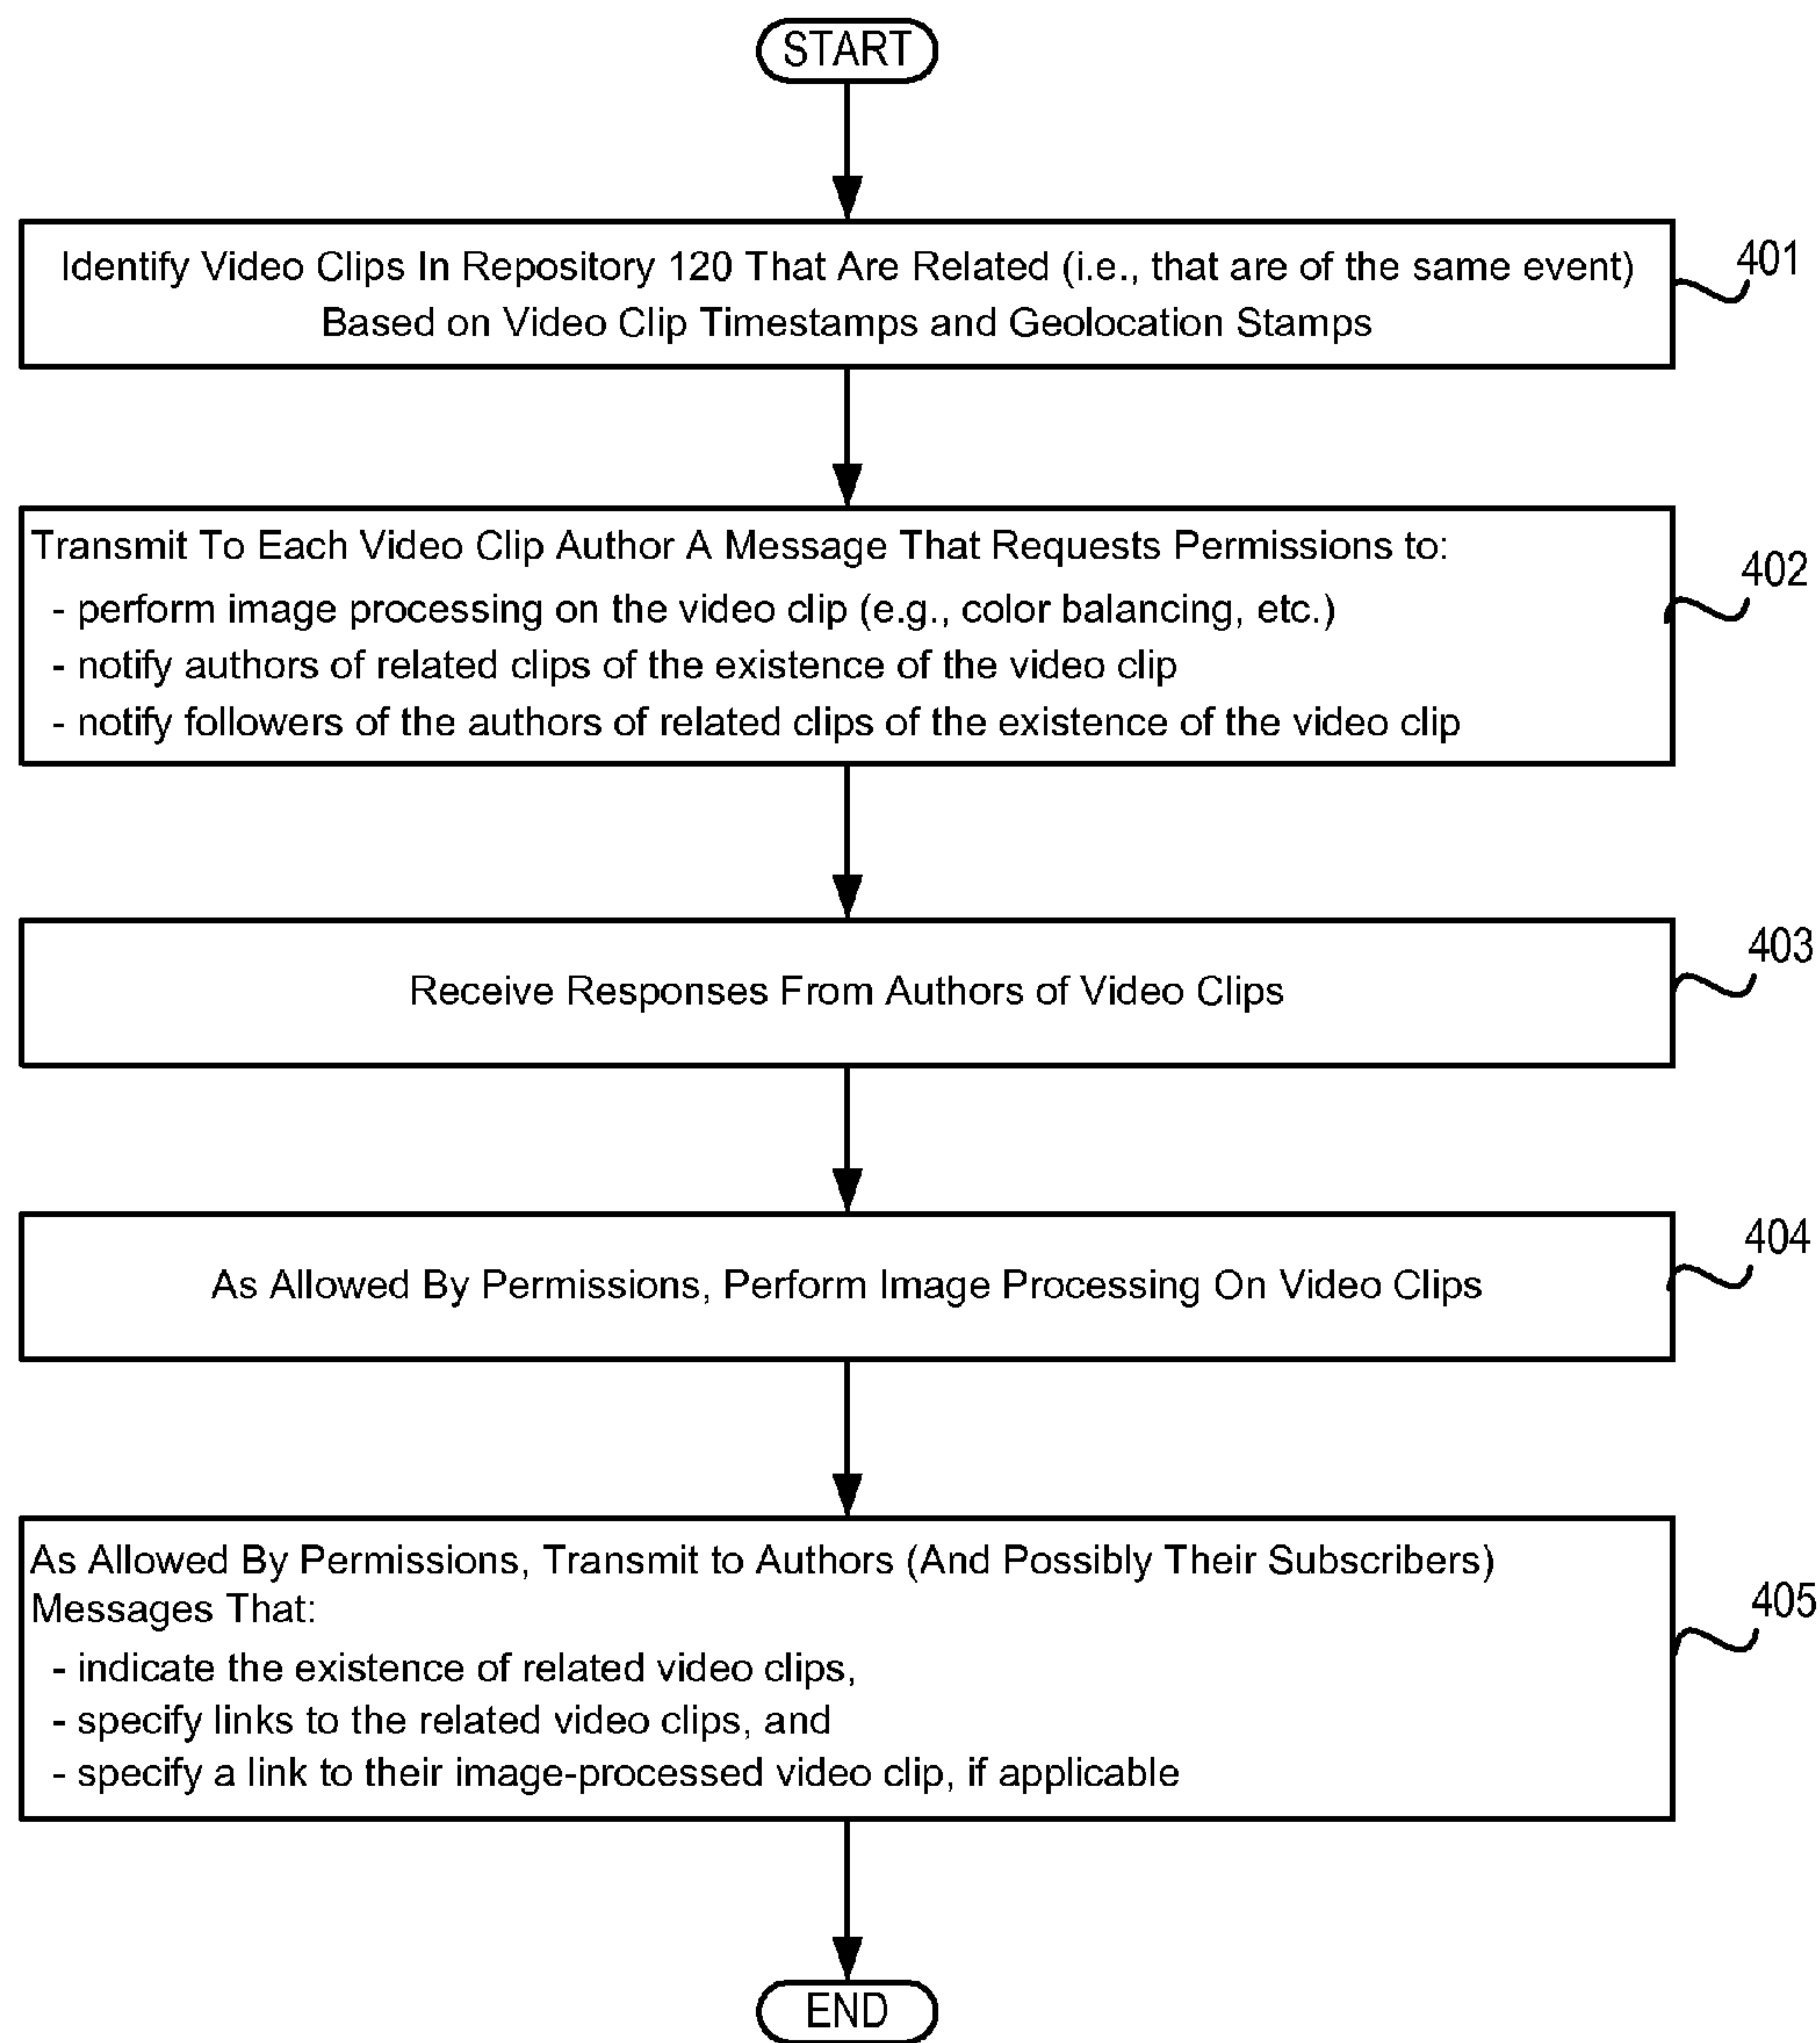 START
Identify Video Clips In Repository 120 That Are Related (i.e., that are of the same event)
Based on Video Clip Timestamps and Geolocation Stamps
401
Transmit To Each Video Clip Author A Message That Requests Permissions to:
- perform image processing on the video clip (e.g., color balancing, etc.)
- notify authors of related clips of the existence of the video clip
- notify followers of the authors of related clips of the existence of the video clip
402
Receive Responses From Authors of Video Clips
403
As Allowed By Permissions, Perform Image Processing On Video Clips
404
As Allowed By Permissions, Transmit to Authors (And Possibly Their Subscribers)
Messages That:
- indicate the existence of related video clips,
- specify links to the related video clips, and
- specify a link to their image-processed video clip, if applicable
405
END